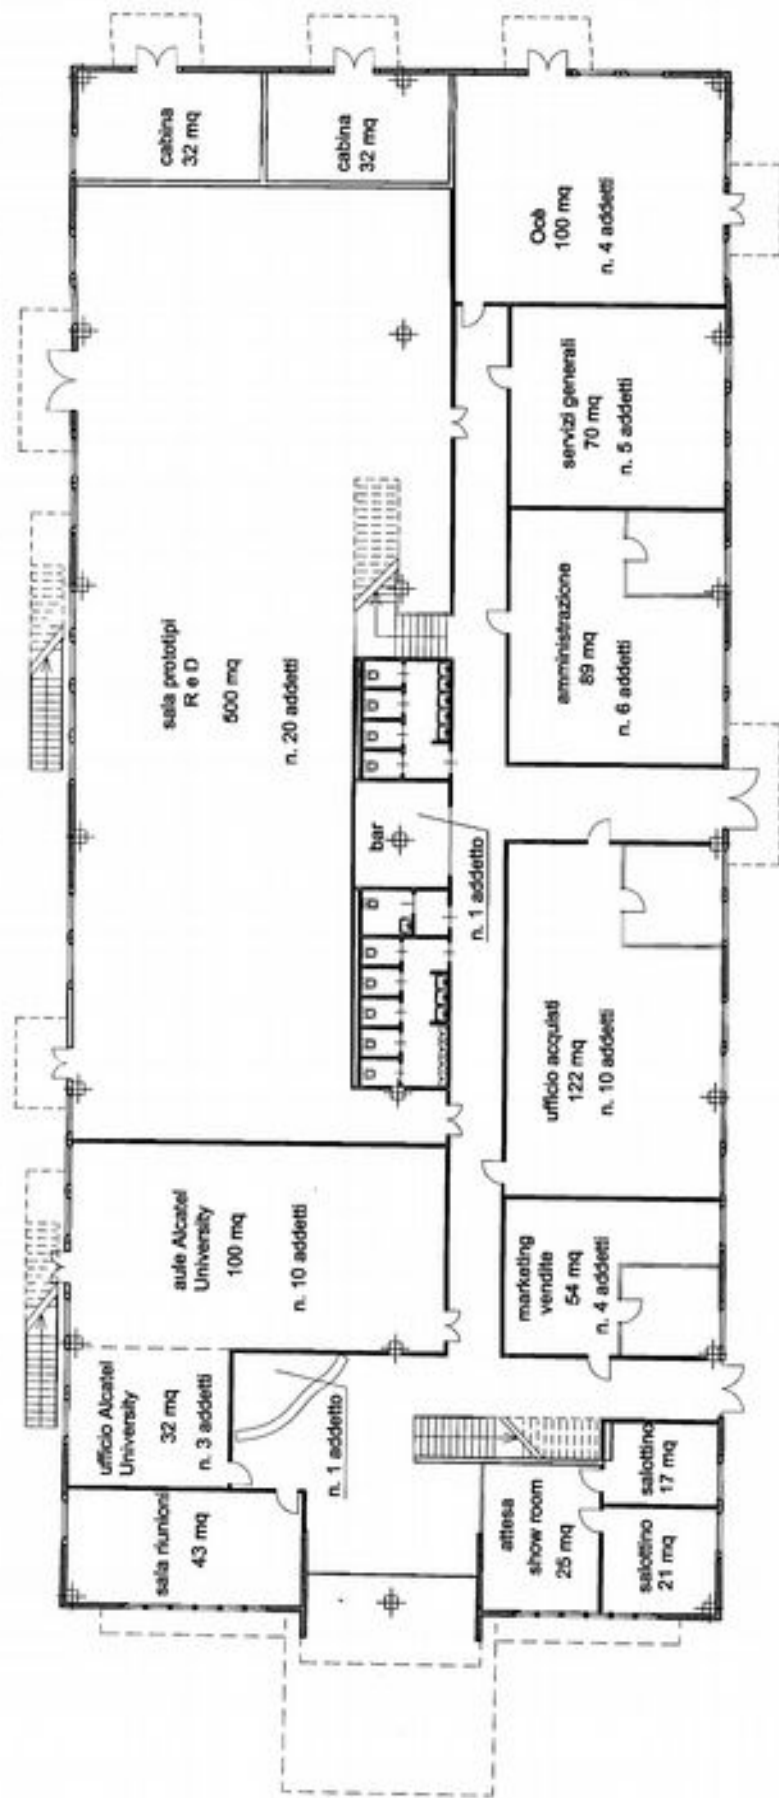 cabina
32 mq
cabina
32 mq
Ocè
100 mq
n. 4 addetti
servizi generali
70 mq
n. 5 addetti
sala prototipi
R e D
500 mq
n. 20 addetti
amministrazione
89 mq
n. 6 addetti
bar
n. 1 addetto
ufficio acquisti
122 mq
n. 10 addetti
aule Alcatel
University
100 mq
n. 10 addetti
marketing
vendite
54 mq
n. 4 addetti
ufficio Alcatel
University
32 mq
n. 3 addetti
n. 1 addetto
sala riunioni
43 mq
attesa
show room
25 mq
salottino
17 mq
salottino
21 mq